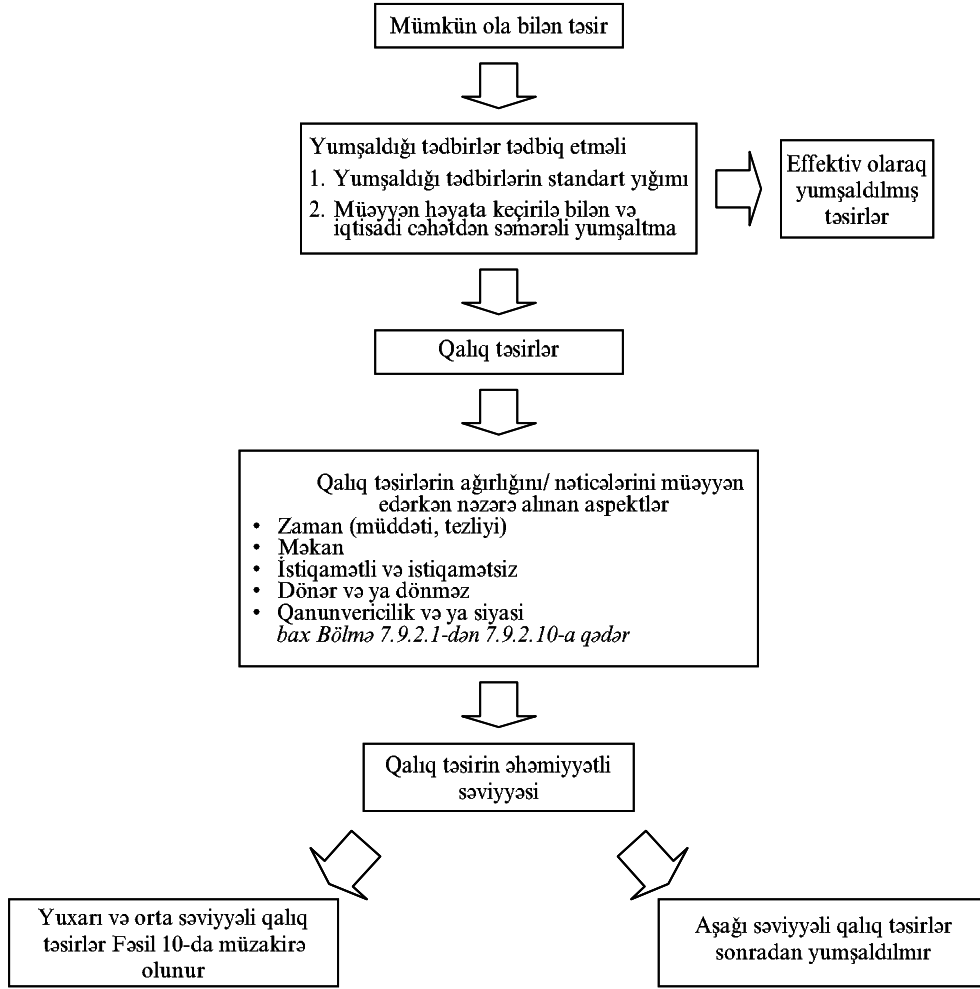 Mümkün ola bilən təsir
Yumşaldığı tədbirlər tədbiq etməli
1. Yumşaldığı tədbirlərin standart yığımı
2. Müəyyən həyata keçirilə bilən və
iqtisadi cəhətdən səmərəli yumşaltma
Effektiv olaraq
yumşaldılmış
təsirlər
Qalıq təsirlər
Qalıq təsirlərin ağırlığını/ nəticələrini müəyyən
edərkən nəzərə alınan aspektlər
• Zaman (müddəti, tezliyi)
• Məkan
• İstiqamətli və istiqamətsiz
• Dönər və ya dönməz
• Qanunvericilik və ya siyasi
bax Bölmə 7.9.2.1-dən 7.9.2.10-a qədər
Qalıq təsirin əhəmiyyətli
səviyyəsi
Yuxarı və orta səviyyəli qalıq
təsirlər Fəsil 10-da müzakirə
olunur
Aşağı səviyyəli qalıq təsirlər
sonradan yumşaldılmır